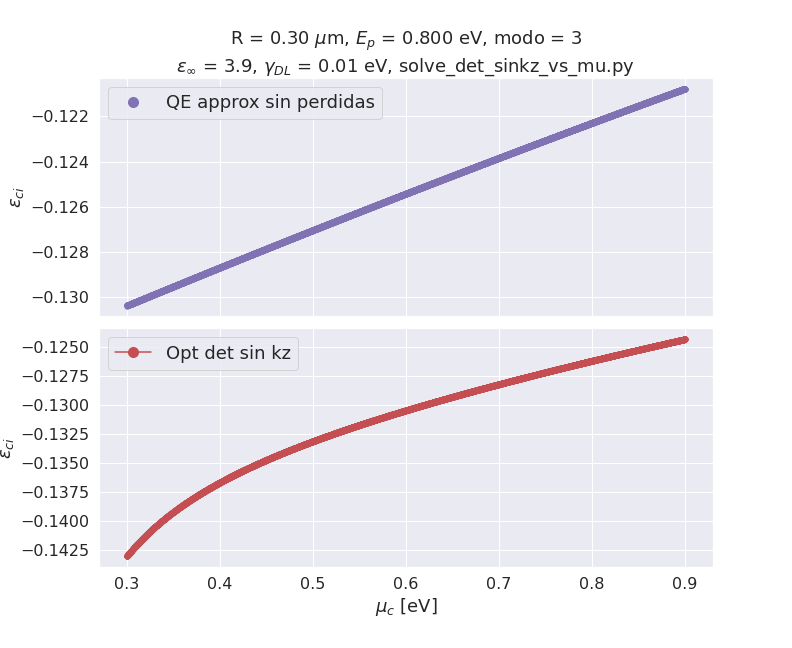 R = 0.30 μm, E_p = 0.800 eV, modo = 3
ε_∞ = 3.9, γ_DL = 0.01 eV, solve_det_sinkz_vs_mu.py
QE approx sin perdidas
ε_ci
−0.122
−0.124
−0.126
−0.128
−0.130
Opt det sin kz
ε_ci
−0.1250
−0.1275
−0.1300
−0.1325
−0.1350
−0.1375
−0.1400
−0.1425
0.3 0.4 0.5 0.6 0.7 0.8 0.9
μ_c [eV]